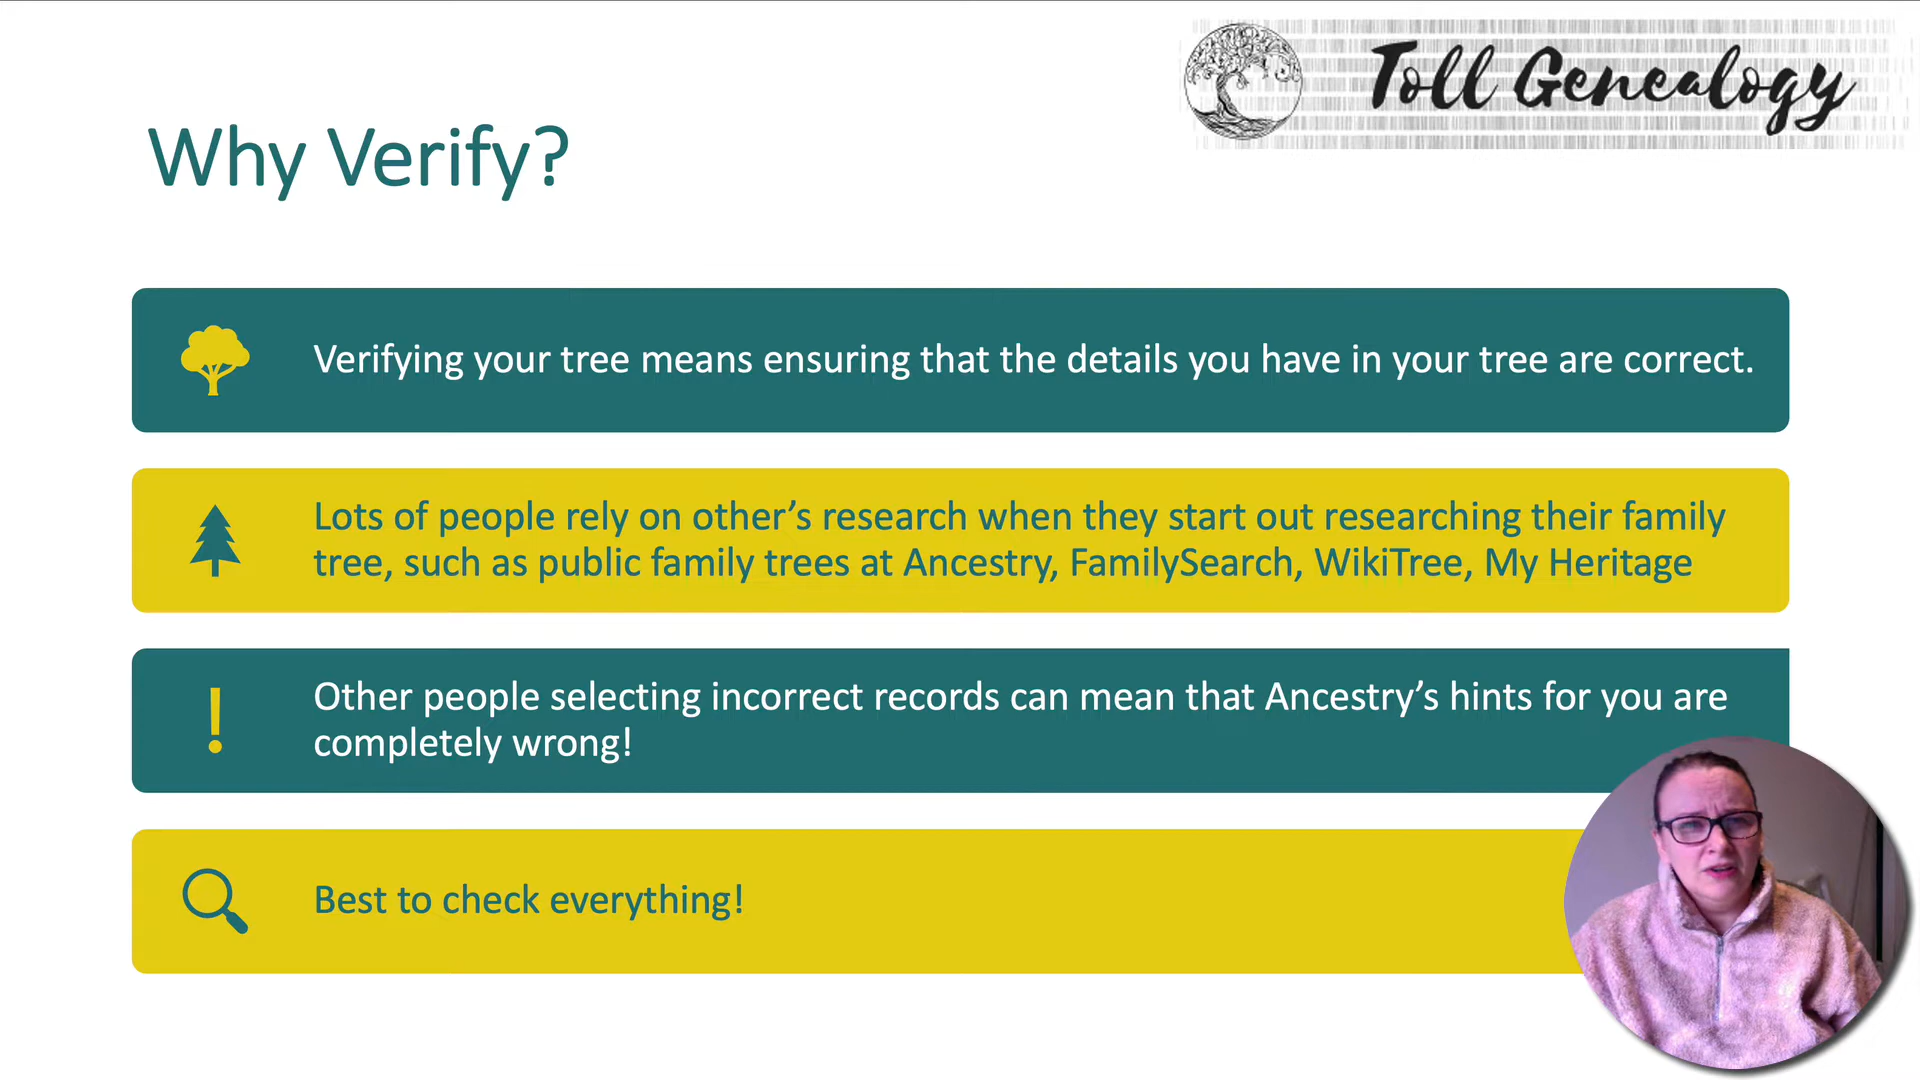 Toll Genealogy
Why Verify?
Verifying your tree means ensuring that the details you have in your tree are correct.
Lots of people rely on other’s research when they start out researching their family
tree, such as public family trees at Ancestry, FamilySearch, WikiTree, My Heritage
Other people selecting incorrect records can mean that Ancestry’s hints for you are
completely wrong!
Best to check everything!